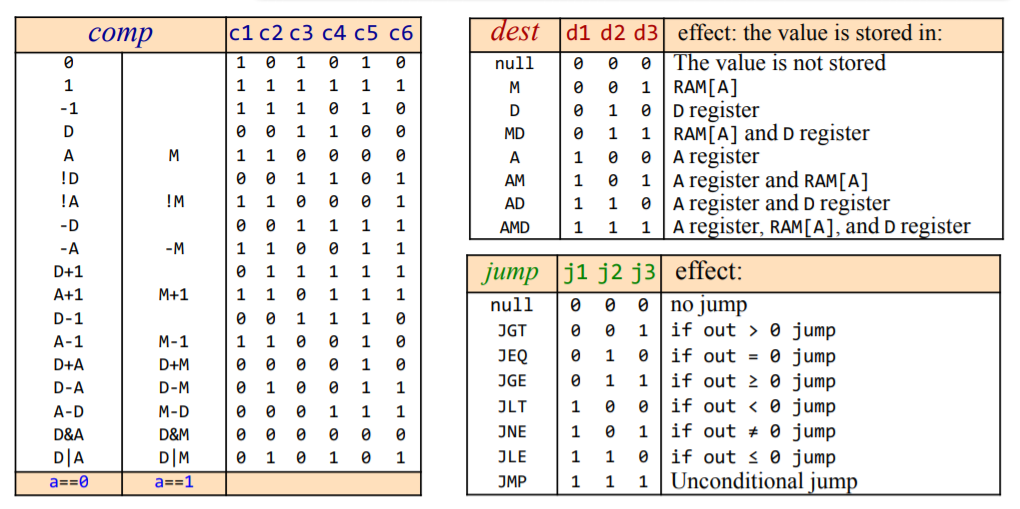 comp c1 c2 c3 c4 c5 c6
0 1 0 1 0 1 0
1 1 1 1 1 1 1
-1 1 1 1 0 1 0
D 0 0 1 1 0 0
A M 1 1 0 0 0 0
!D 0 0 1 1 0 1
!A !M 1 1 0 0 0 1
-D 0 0 1 1 1 1
-A -M 1 1 0 0 1 1
D+1 0 1 1 1 1 1
A+1 M+1 1 1 0 1 1 1
D-1 0 0 1 1 1 0
A-1 M-1 1 1 0 0 1 0
D+A D+M 0 0 0 0 1 0
D-A D-M 0 1 0 0 1 1
A-D M-D 0 0 0 1 1 1
D&A D&M 0 0 0 0 0 0
D|A D|M 0 1 0 1 0 1
a==0 a==1
dest d1 d2 d3 effect: the value is stored in:
null 0 0 0 The value is not stored
M 0 0 1 RAM[A]
D 0 1 0 D register
MD 0 1 1 RAM[A] and D register
A 1 0 0 A register
AM 1 0 1 A register and RAM[A]
AD 1 1 0 A register and D register
AMD 1 1 1 A register, RAM[A], and D register
jump j1 j2 j3 effect:
null 0 0 0 no jump
JGT 0 0 1 if out > 0 jump
JEQ 0 1 0 if out = 0 jump
JGE 0 1 1 if out ≥ 0 jump
JLT 1 0 0 if out < 0 jump
JNE 1 0 1 if out ≠ 0 jump
JLE 1 1 0 if out ≤ 0 jump
JMP 1 1 1 Unconditional jump